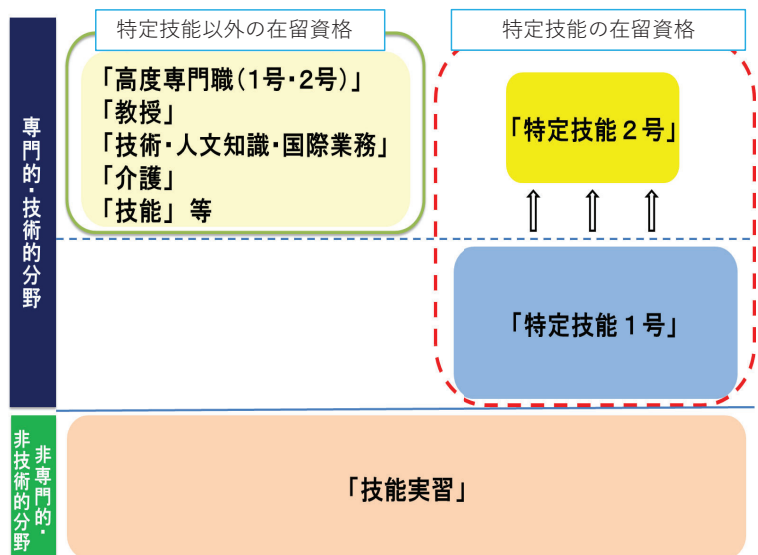 特定技能以外の在留資格
特定技能の在留資格
専門的・技術的分野
「高度専門職(1号・2号)」
「教授」
「技術・人文知識・国際業務」
「介護」
「技能」 等
「特定技能2号」
「特定技能1号」
非専門的・
非技術的分野
「技能実習」